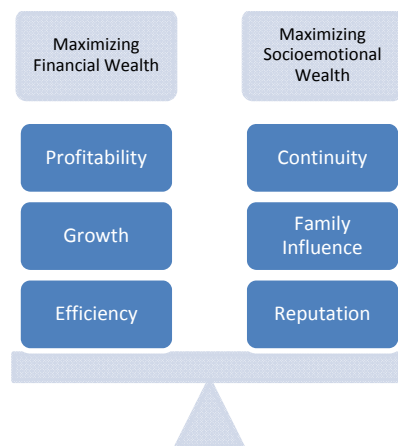 Maximizing
Financial Wealth
Maximizing
Socioemotional
Wealth
Profitability
Continuity
Growth
Family
Influence
Efficiency
Reputation